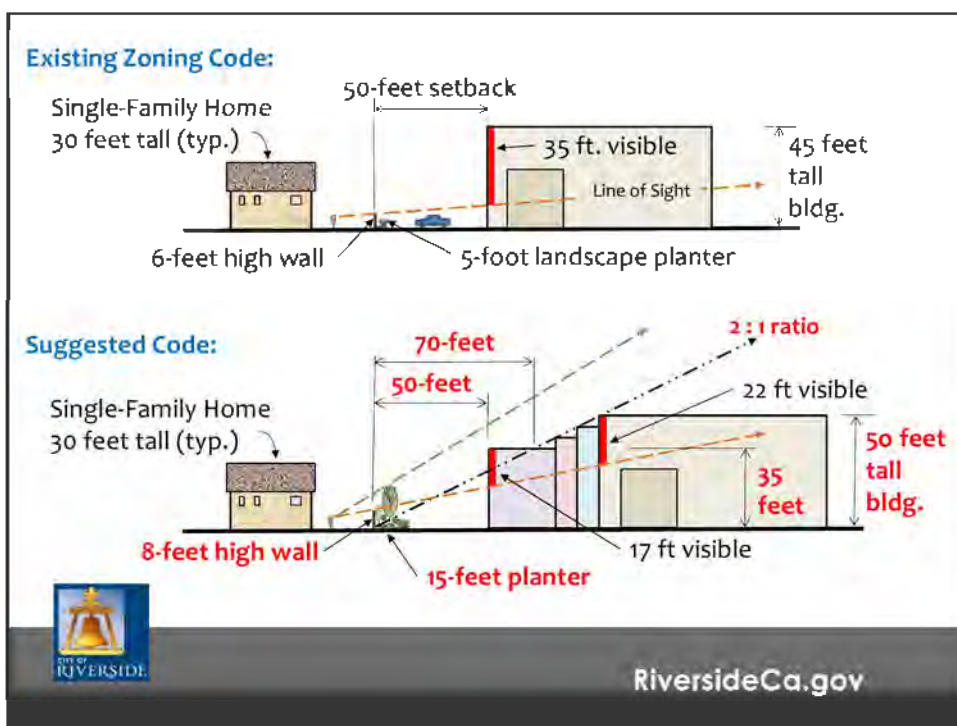 Existing Zoning Code:
50-feet setback
Single-Family Home
30 feet tall (typ.)
35 ft. visible
45 feet
tall
bldg.
Line of Sight
6-feet high wall
5-foot landscape planter
Suggested Code:
2 : 1 ratio
70-feet
50-feet
22 ft visible
Single-Family Home
30 feet tall (typ.)
50 feet
tall
bldg.
35
feet
8-feet high wall
17 ft visible
15-feet planter
CITY OF
RIVERSIDE
RiversideCa.gov